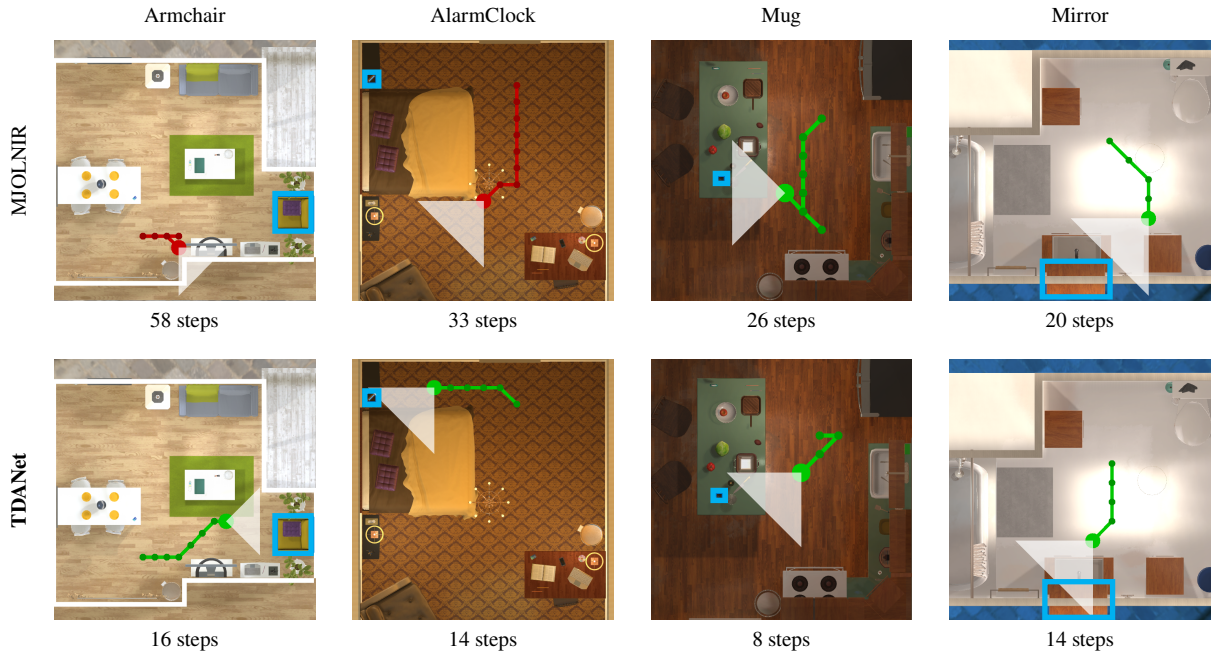 Armchair AlarmClock Mug Mirror
MOLNIR
58 steps 33 steps 26 steps 20 steps
TDANet
16 steps 14 steps 8 steps 14 steps